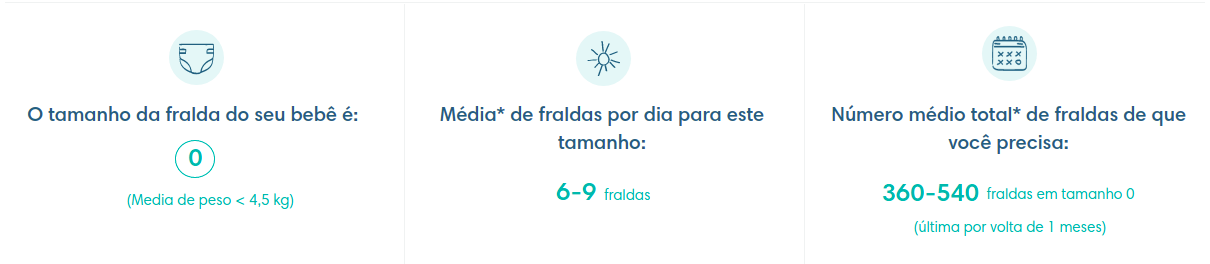 O tamanho da fralda do seu bebê é:
0
(Media de peso < 4,5 kg)
Média* de fraldas por dia para este
tamanho:
6-9 fraldas
Número médio total* de fraldas de que
você precisa:
360-540 fraldas em tamanho 0
(última por volta de 1 meses)